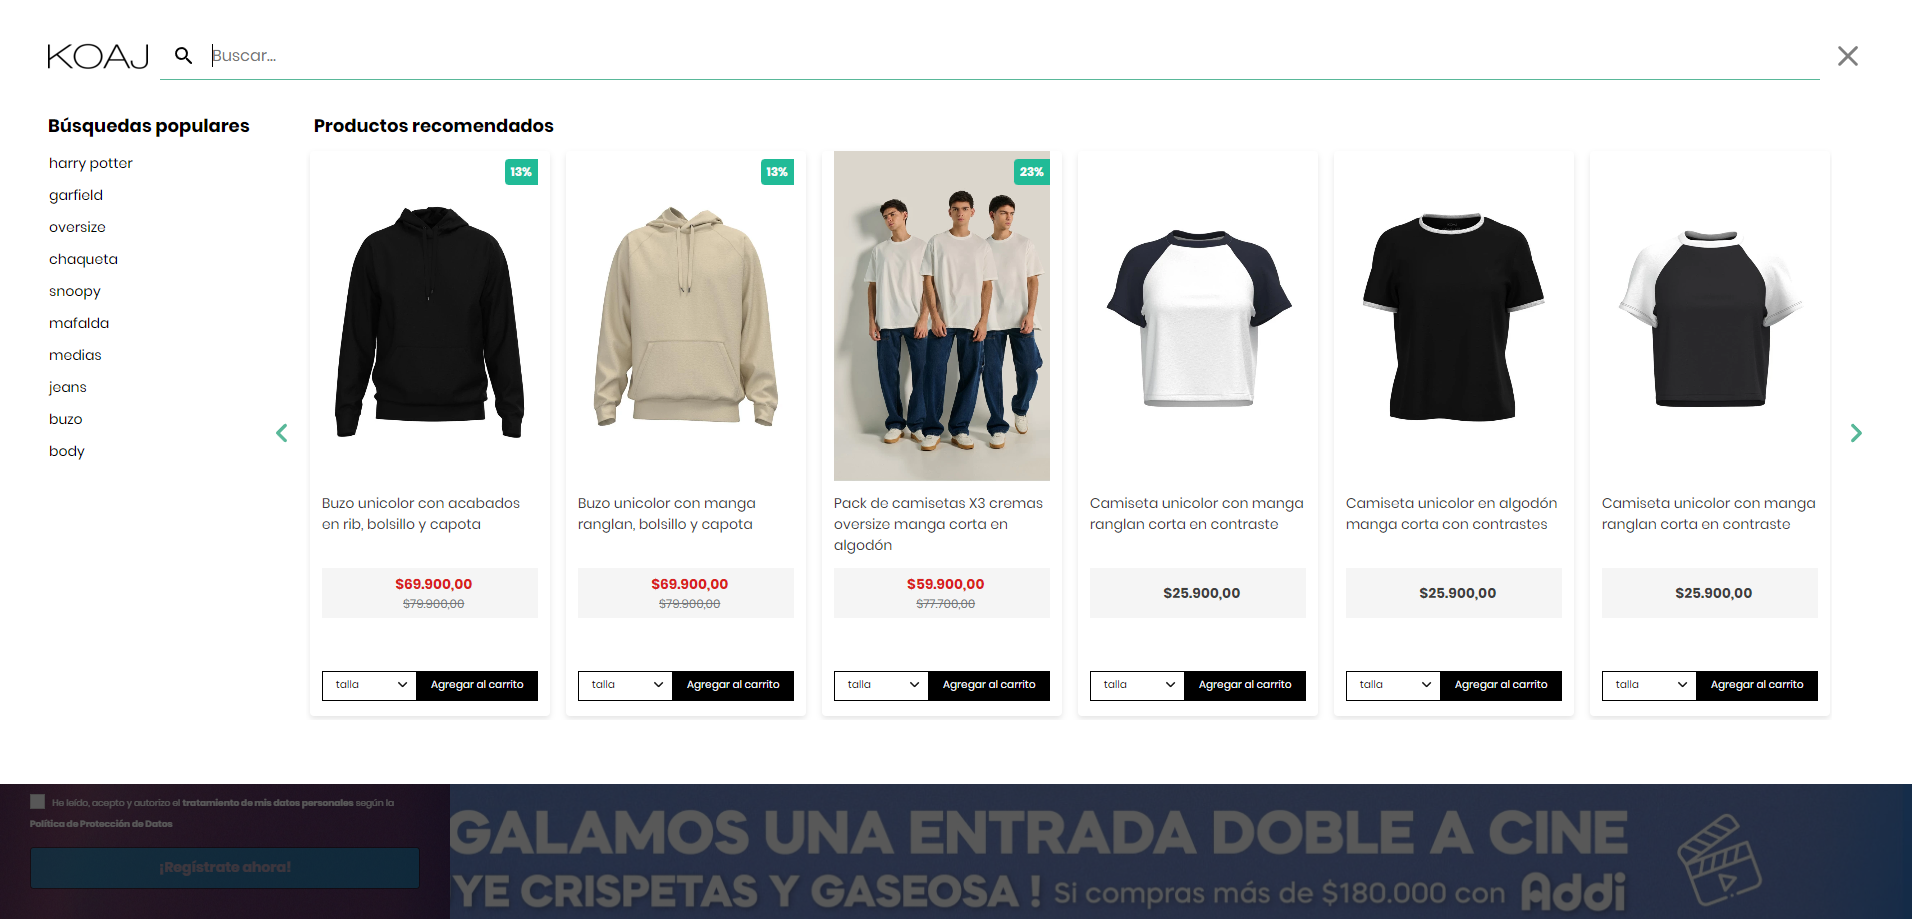 KOAJ
Buscar...
Búsquedas populares
harry potter
garfield
oversize
chaqueta
snoopy
mafalda
medias
jeans
buzo
body
Productos recomendados
13%
Buzo unicolor con acabados
en rib, bolsillo y capota
$69.900,00
$79.900,00
talla
Agregar al carrito
13%
Buzo unicolor con manga
ranglan, bolsillo y capota
$69.900,00
$79.900,00
talla
Agregar al carrito
23%
Pack de camisetas X3 cremas
oversize manga corta en
algodón
$59.900,00
$77.700,00
talla
Agregar al carrito
Camiseta unicolor con manga
ranglan corta en contraste
$25.900,00
talla
Agregar al carrito
Camiseta unicolor en algodón
manga corta con contrastes
$25.900,00
talla
Agregar al carrito
Camiseta unicolor con manga
ranglan corta en contraste
$25.900,00
talla
Agregar al carrito
He leído, acepto y autorizo el tratamiento de mis datos personales según la
Política de Protección de Datos
¡Regístrate ahora!
GALAMOS UNA ENTRADA DOBLE A CINE
YE CRISPETAS Y GASEOSA ! Si compras más de $180.000 con Addi